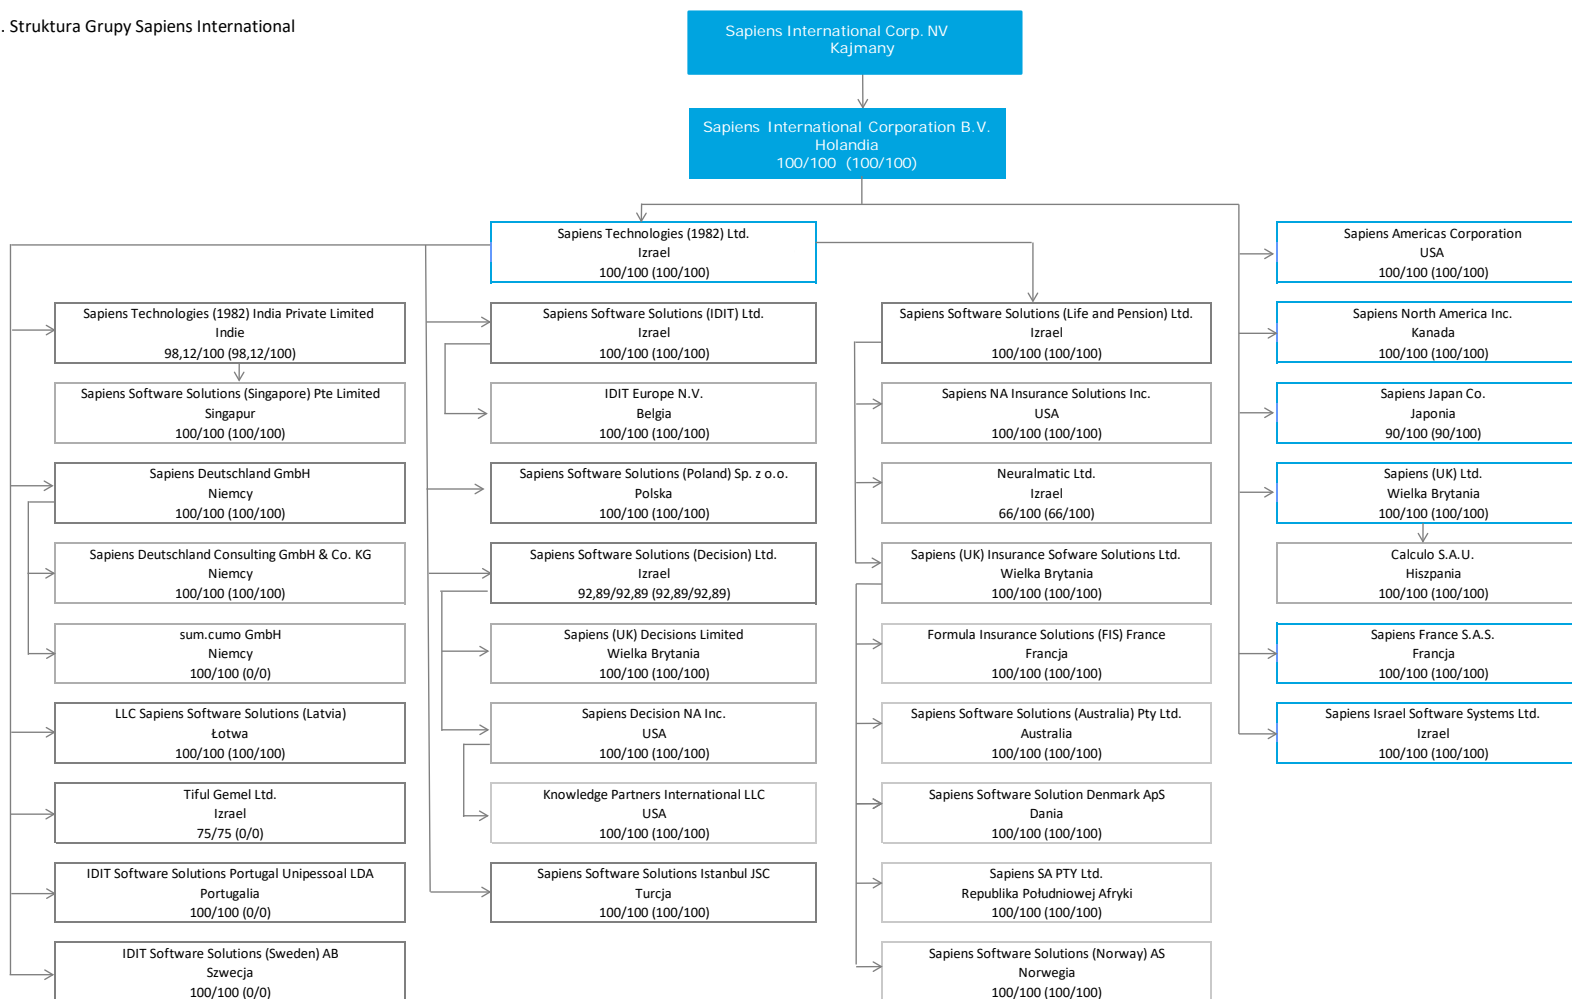 . Struktura Grupy Sapiens International
Sapiens International Corp. NV
Kajmany
Sapiens International Corporation B.V.
Holandia
100/100 (100/100)
Sapiens Technologies (1982) Ltd.
Izrael
100/100 (100/100)
Sapiens Technologies (1982) India Private Limited
Indie
98,12/100 (98,12/100)
Sapiens Software Solutions (Singapore) Pte Limited
Singapur
100/100 (100/100)
Sapiens Deutschland GmbH
Niemcy
100/100 (100/100)
Sapiens Deutschland Consulting GmbH & Co. KG
Niemcy
100/100 (100/100)
sum.cumo GmbH
Niemcy
100/100 (0/0)
LLC Sapiens Software Solutions (Latvia)
Łotwa
100/100 (100/100)
Tiful Gemel Ltd.
Izrael
75/75 (0/0)
IDIT Software Solutions Portugal Unipessoal LDA
Portugalia
100/100 (0/0)
IDIT Software Solutions (Sweden) AB
Szwecja
100/100 (0/0)
Sapiens Software Solutions (IDIT) Ltd.
Izrael
100/100 (100/100)
IDIT Europe N.V.
Belgia
100/100 (100/100)
Sapiens Software Solutions (Poland) Sp. z o.o.
Polska
100/100 (100/100)
Sapiens Software Solutions (Decision) Ltd.
Izrael
92,89/92,89 (92,89/92,89)
Sapiens (UK) Decisions Limited
Wielka Brytania
100/100 (100/100)
Sapiens Decision NA Inc.
USA
100/100 (100/100)
Knowledge Partners International LLC
USA
100/100 (100/100)
Sapiens Software Solutions Istanbul JSC
Turcja
100/100 (100/100)
Sapiens Software Solutions (Life and Pension) Ltd.
Izrael
100/100 (100/100)
Sapiens NA Insurance Solutions Inc.
USA
100/100 (100/100)
Neuralmatic Ltd.
Izrael
66/100 (66/100)
Sapiens (UK) Insurance Sofware Solutions Ltd.
Wielka Brytania
100/100 (100/100)
Formula Insurance Solutions (FIS) France
Francja
100/100 (100/100)
Sapiens Software Solutions (Australia) Pty Ltd.
Australia
100/100 (100/100)
Sapiens Software Solution Denmark ApS
Dania
100/100 (100/100)
Sapiens SA PTY Ltd.
Republika Południowej Afryki
100/100 (100/100)
Sapiens Software Solutions (Norway) AS
Norwegia
100/100 (100/100)
Sapiens Americas Corporation
USA
100/100 (100/100)
Sapiens North America Inc.
Kanada
100/100 (100/100)
Sapiens Japan Co.
Japonia
90/100 (90/100)
Sapiens (UK) Ltd.
Wielka Brytania
100/100 (100/100)
Calculo S.A.U.
Hiszpania
100/100 (100/100)
Sapiens France S.A.S.
Francja
100/100 (100/100)
Sapiens Israel Software Systems Ltd.
Izrael
100/100 (100/100)